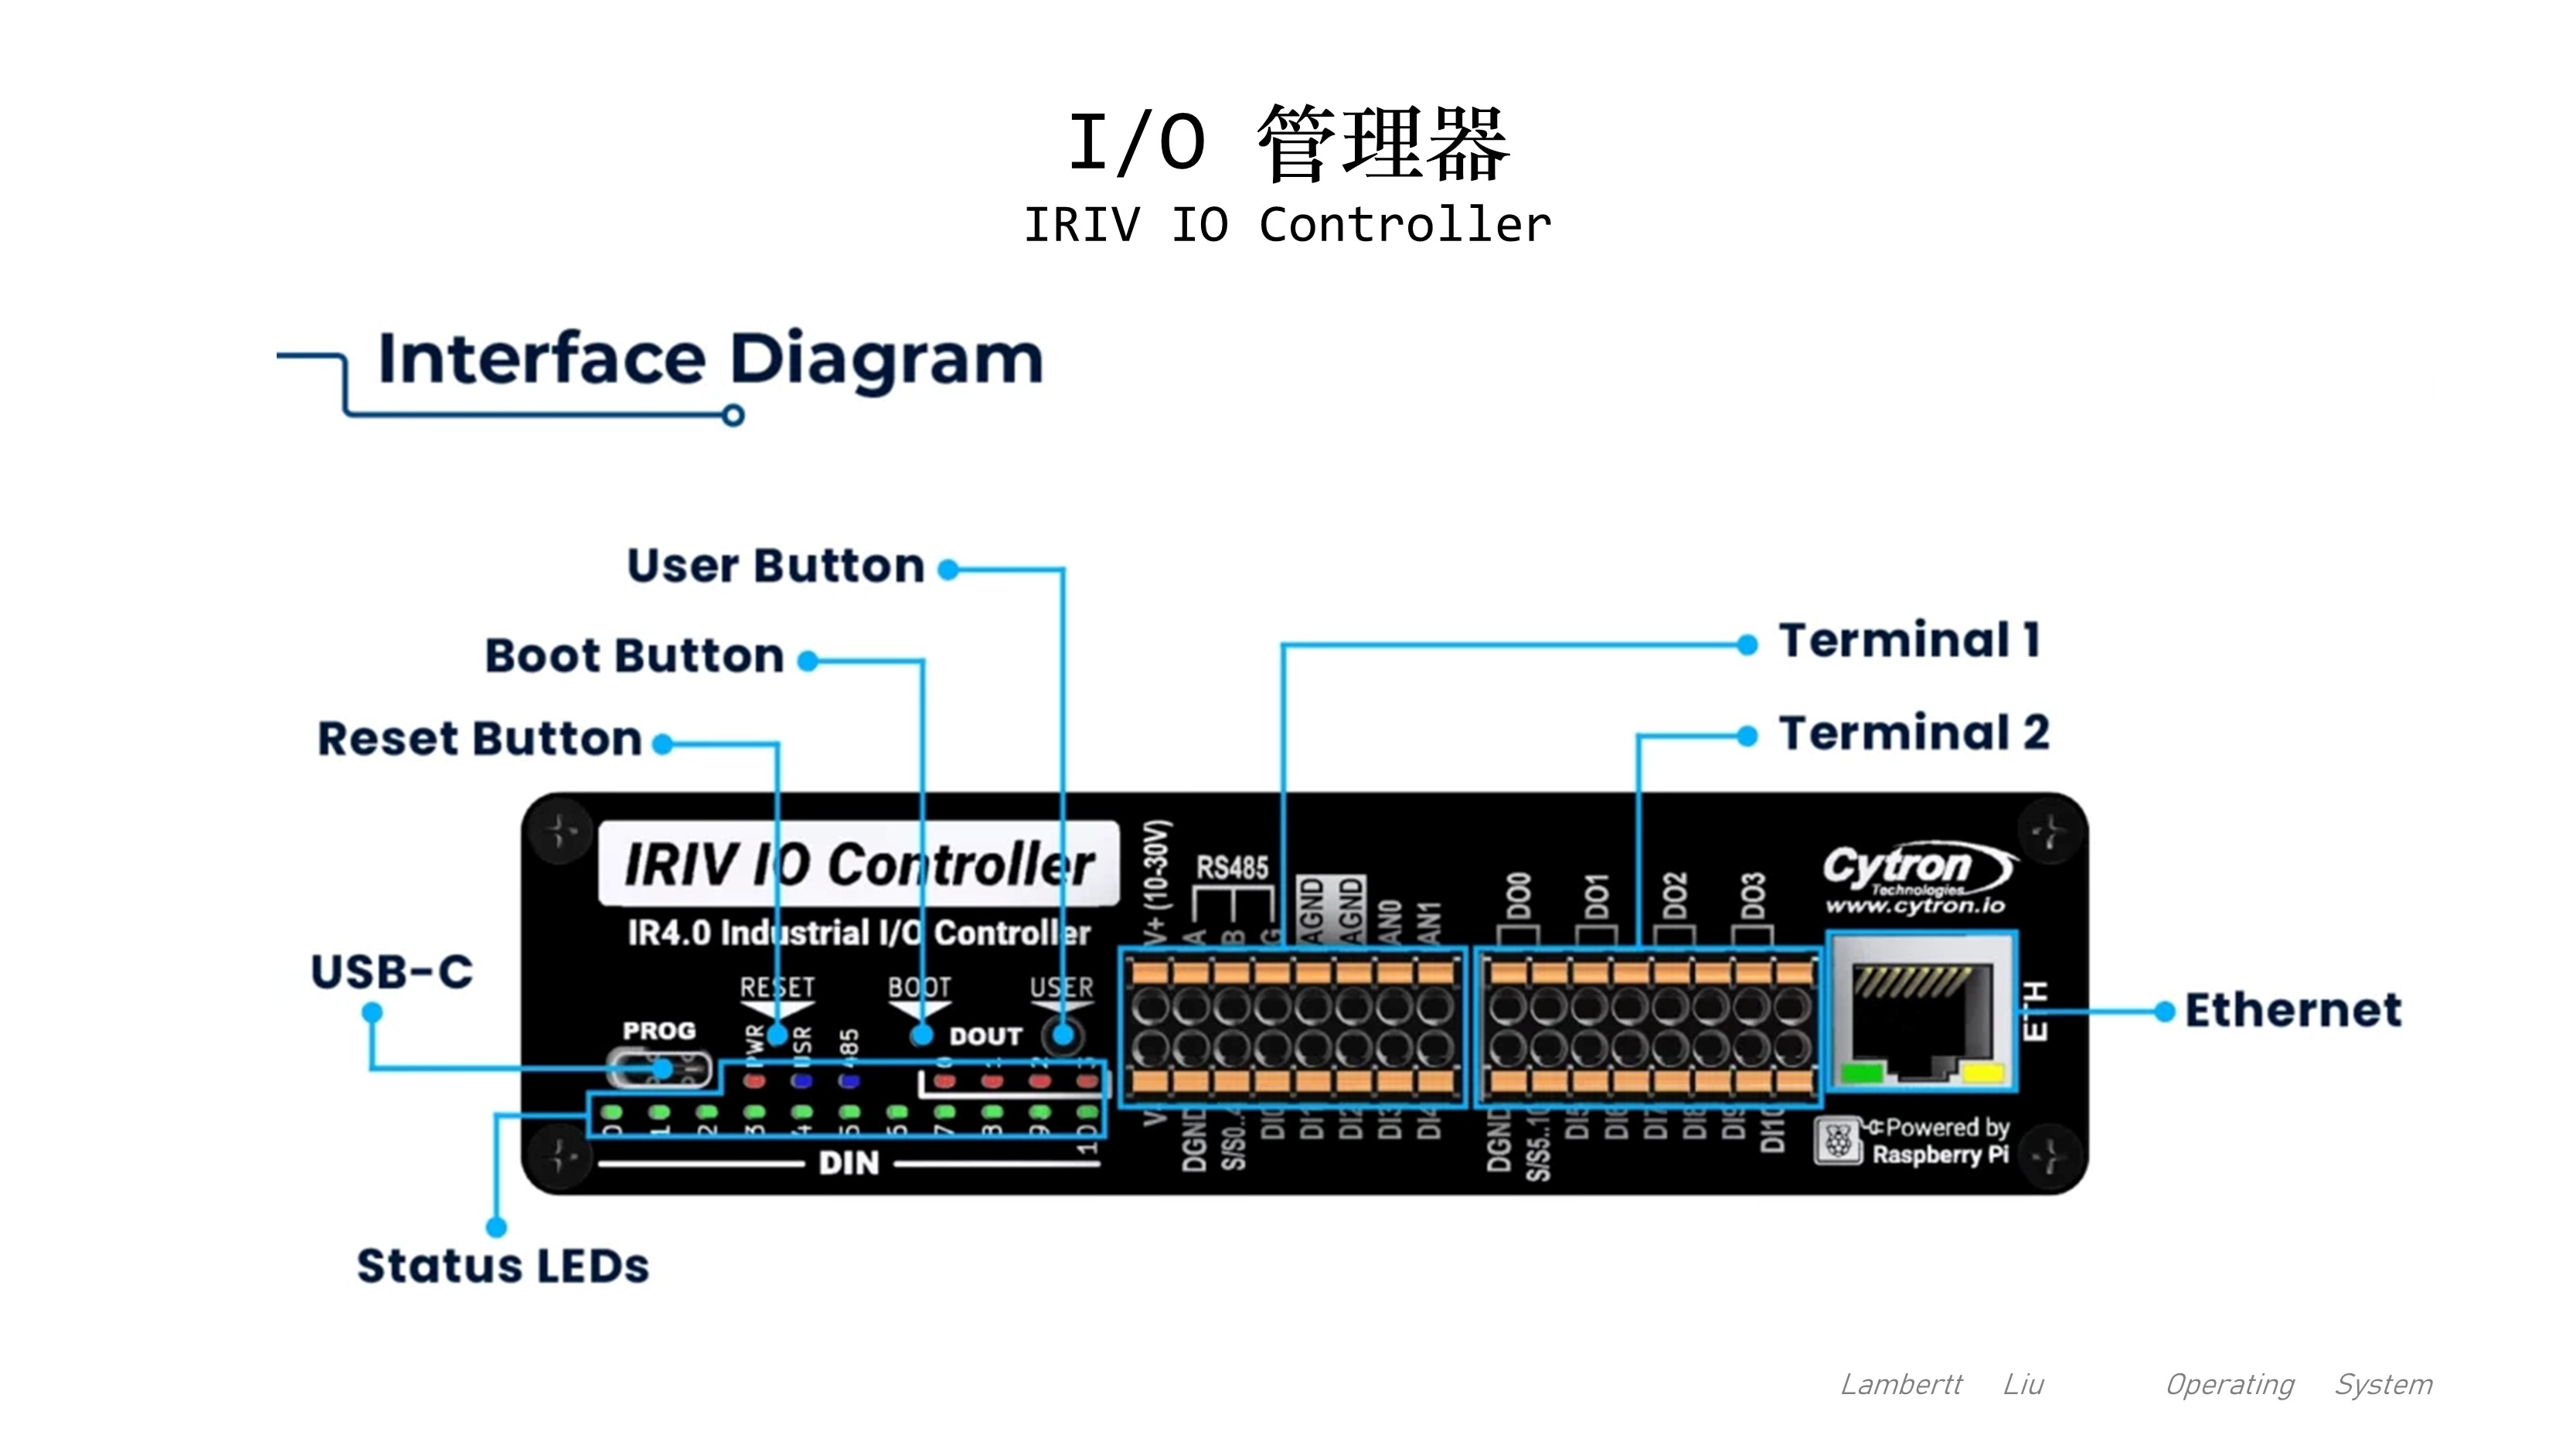 I/O 管理器
IRIV IO Controller
Interface Diagram
User Button
Boot Button
Reset Button
Terminal 1
Terminal 2
USB-C
Ethernet
Status LEDs
IRIV IO Controller
IR4.0 Industrial I/O Controller
RESET BOOT USER
PROG
PWR USR 485
DOUT
0 1 2
0 1 2 3 4 5 6 7 8 9 10
DIN
V+ (10-30V)
RS485
A B G AGND AGND AN0 AN1
DO0 DO1 DO2 DO3
DGND DI0 DI1 DI2 DI3 DI4
DGND S/S5..10 DI5 DI6 DI7 DI8 DI9 DI10
Cytron
Technologies
www.cytron.io
ETH
Powered by
Raspberry Pi
Lambertt Liu Operating System